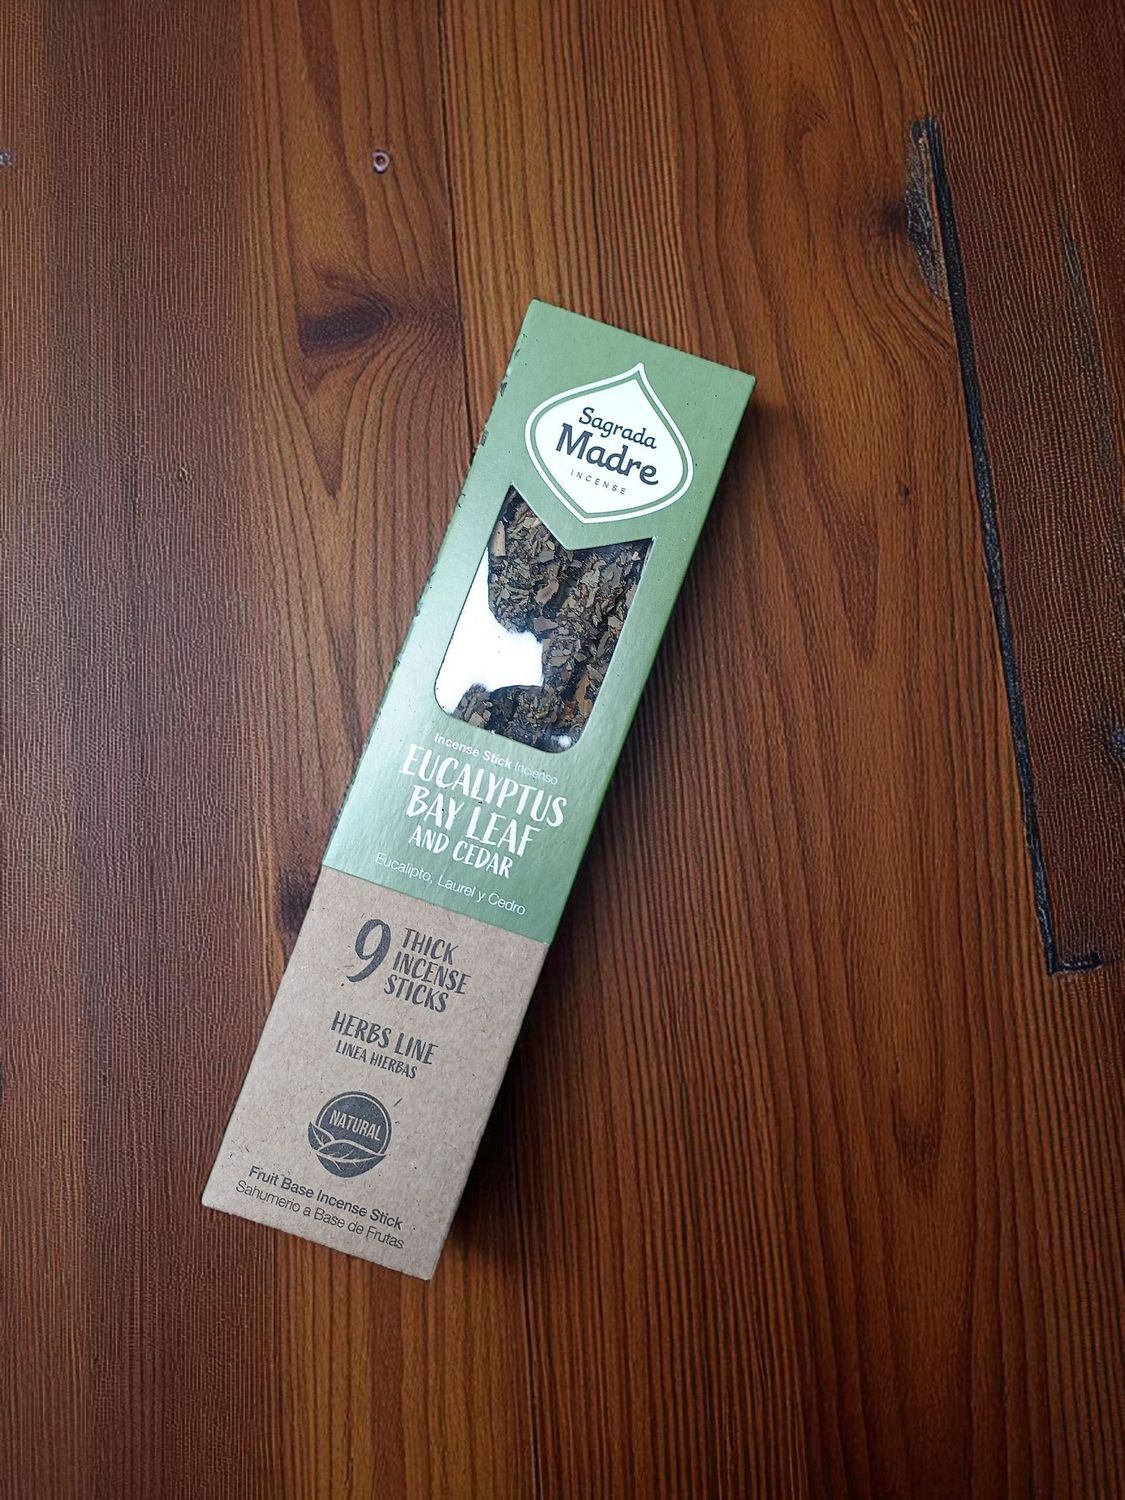 Sagrada
Madre
INCENSE
Incense Stick Incienso
EUCALYPTUS
BAY LEAF
AND CEDAR
Eucalipto, Laurel y Cedro
9 THICK
INCENSE
STICKS
HERBS LINE
LINEA HIERBAS
NATURAL
Fruit Base Incense Stick
Sahumerio a Base de Frutas